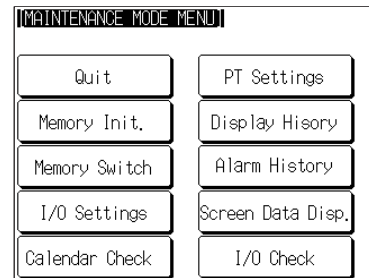 [MAINTENANCE MODE MENU]
Quit
PT Settings
Memory Init.
Display Hisory
Memory Switch
Alarm History
I/O Settings
Screen Data Disp.
Calendar Check
I/O Check